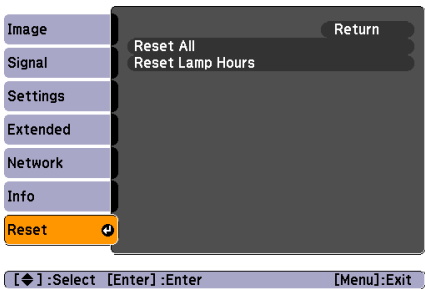 Image
Signal
Settings
Extended
Network
Info
Reset
Return
Reset All
Reset Lamp Hours
[◆] :Select [Enter] :Enter [Menu]:Exit